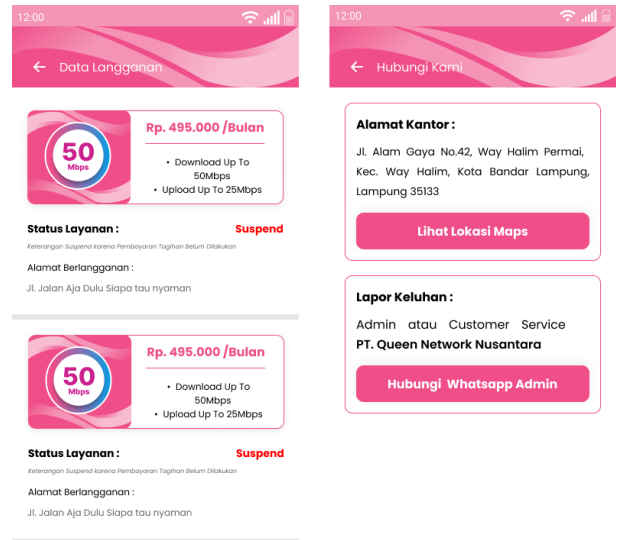 12:00
Data Langganan
50
Mbps
Rp. 495.000 /Bulan
• Download Up To
50Mbps
• Upload Up To 25Mbps
Status Layanan : Suspend
Keterangan Suspend karena Pembayaran Tagihan Belum Dilakukan
Alamat Berlangganan :
Jl. Jalan Aja Dulu Siapa tau nyaman
50
Mbps
Rp. 495.000 /Bulan
• Download Up To
50Mbps
• Upload Up To 25Mbps
Status Layanan : Suspend
Keterangan Suspend karena Pembayaran Tagihan Belum Dilakukan
Alamat Berlangganan :
Jl. Jalan Aja Dulu Siapa tau nyaman
12:00
Hubungi Kami
Alamat Kantor :
Jl. Alam Gaya No.42, Way Halim Permai,
Kec. Way Halim, Kota Bandar Lampung,
Lampung 35133
Lihat Lokasi Maps
Lapor Keluhan :
Admin atau Customer Service
PT. Queen Network Nusantara
Hubungi Whatsapp Admin